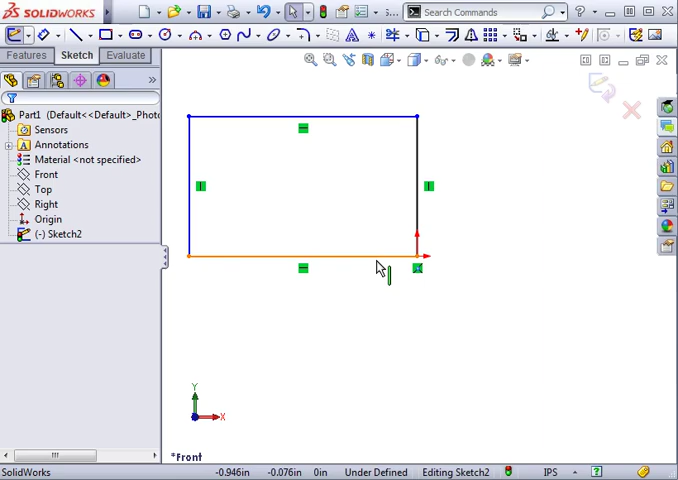 SOLIDWORKS
...
Search Commands
?
Features
Sketch
Evaluate
»
Part1 (Default<<Default>_Photo
Sensors
A Annotations
Material <not specified>
Front
Top
Right
Origin
(-) Sketch2
Y
X
*Front
SolidWorks
-0.946in
-0.076in
0in
Under Defined
Editing Sketch2
IPS
?